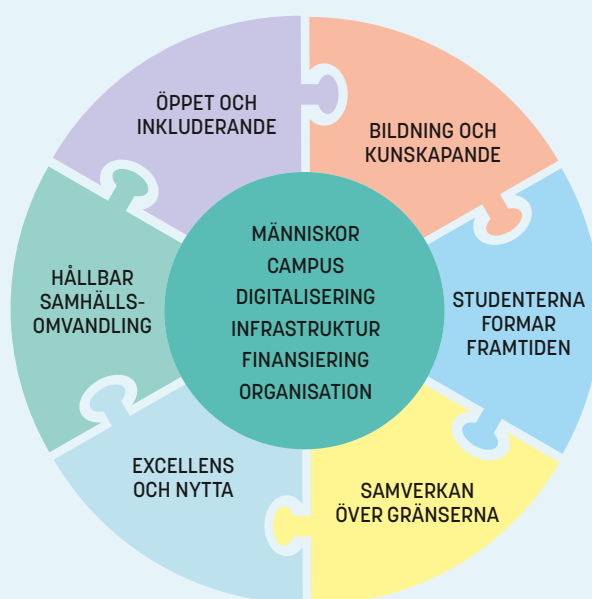 ÖPPET OCH
INKLUDERANDE
BILDNING OCH
KUNSKAPANDE
STUDENTERNA
FORMAR
FRAMTIDEN
SAMVERKAN
ÖVER GRÄNSERNA
EXCELLENS
OCH NYTTA
HÅLLBAR
SAMHÄLLS-
OMVANDLING
MÄNNISKOR
CAMPUS
DIGITALISERING
INFRASTRUKTUR
FINANSIERING
ORGANISATION